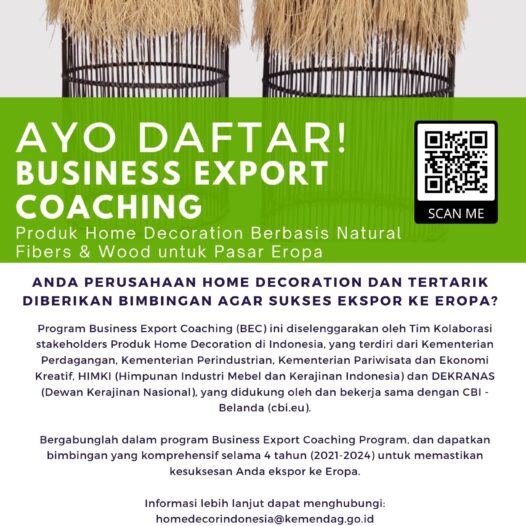 AYO DAFTAR!
BUSINESS EXPORT
COACHING
Produk Home Decoration Berbasis Natural
Fibers & Wood untuk Pasar Eropa
SCAN ME
ANDA PERUSAHAAN HOME DECORATION DAN TERTARIK
DIBERIKAN BIMBINGAN AGAR SUKSES EKSPOR KE EROPA?
Program Business Export Coaching (BEC) ini diselenggarakan oleh Tim Kolaborasi
stakeholders Produk Home Decoration di Indonesia, yang terdiri dari Kementerian
Perdagangan, Kementerian Perindustrian, Kementerian Pariwisata dan Ekonomi
Kreatif, HIMKI (Himpunan Industri Mebel dan Kerajinan Indonesia) dan DEKRANAS
(Dewan Kerajinan Nasional), yang didukung oleh dan bekerja sama dengan CBI -
Belanda (cbi.eu).
Bergabunglah dalam program Business Export Coaching Program, dan dapatkan
bimbingan yang komprehensif selama 4 tahun (2021-2024) untuk memastikan
kesuksesan Anda ekspor ke Eropa.
Informasi lebih lanjut dapat menghubungi:
homedecorindonesia@kemendag.go.id